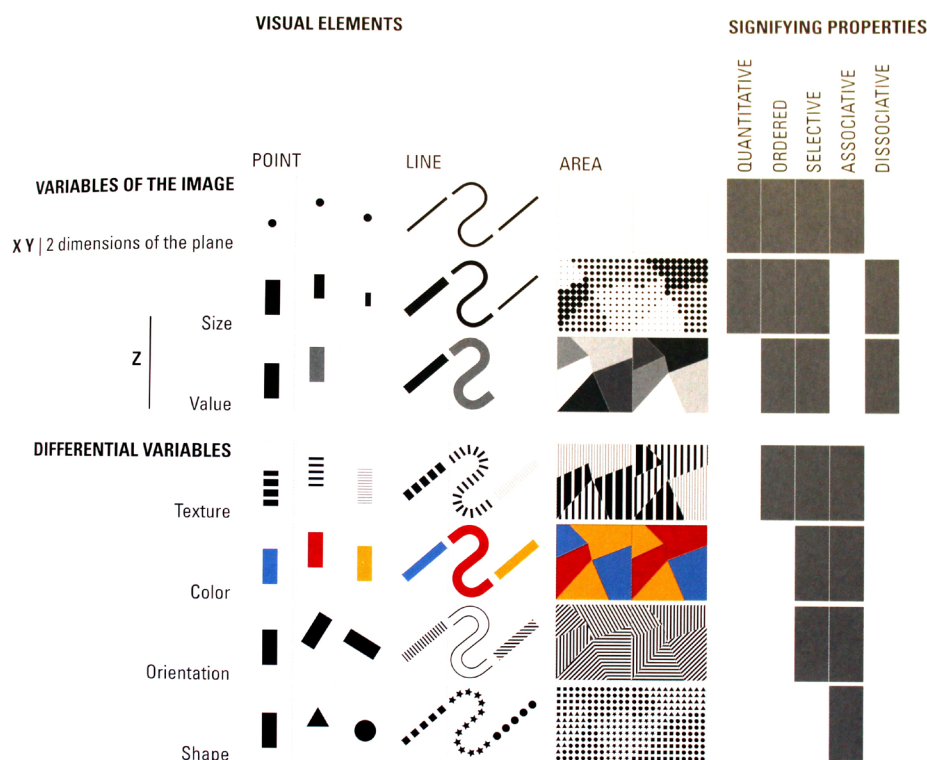 VISUAL ELEMENTS
SIGNIFYING PROPERTIES
QUANTITATIVE
ORDERED
SELECTIVE
ASSOCIATIVE
DISSOCIATIVE
POINT
LINE
AREA
VARIABLES OF THE IMAGE
X Y | 2 dimensions of the plane
Size
Z
Value
DIFFERENTIAL VARIABLES
Texture
Color
Orientation
Shape